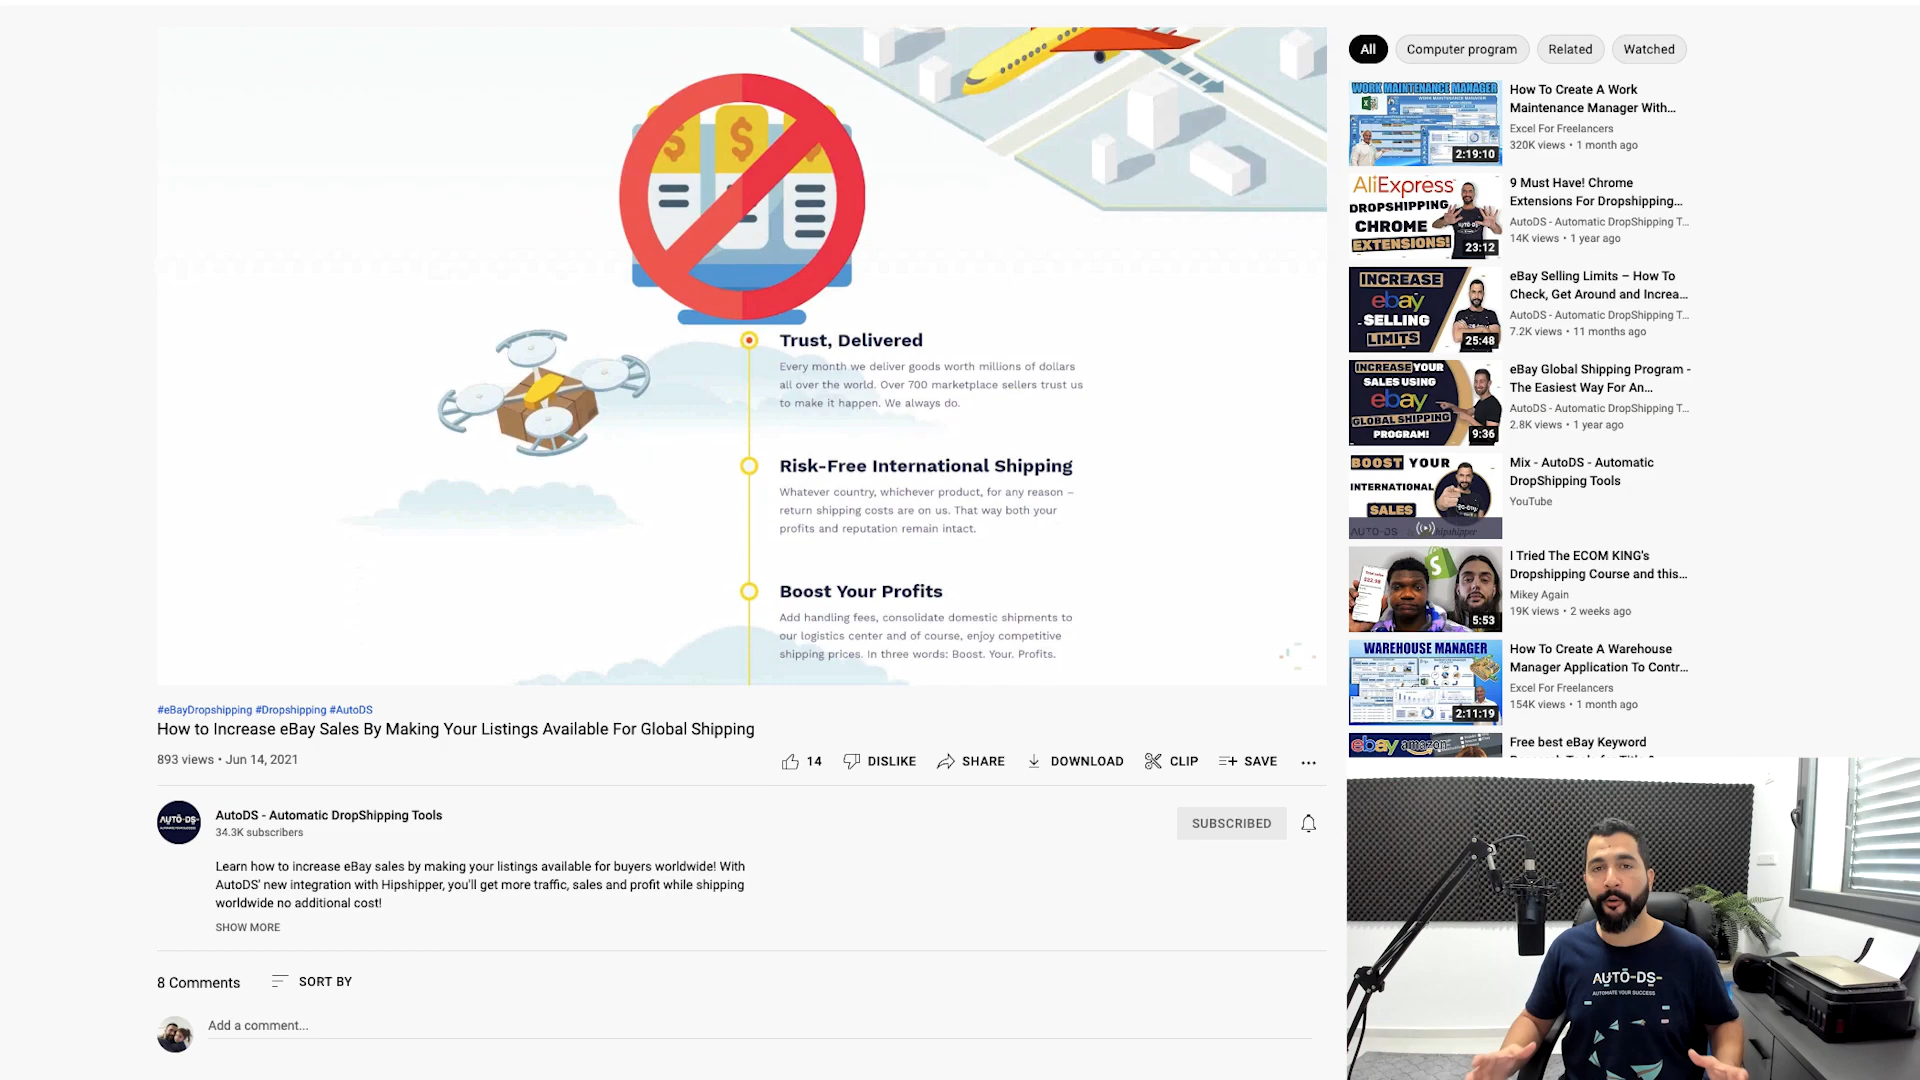 Trust, Delivered
Every month we deliver goods worth millions of dollars
all over the world. Over 700 marketplace sellers trust us
to make it happen. We always do.
Risk-Free International Shipping
Whatever country, whichever product, for any reason –
return shipping costs are on us. That way both your
profits and reputation remain intact.
Boost Your Profits
Add handling fees, consolidate domestic shipments to
our logistics center and of course, enjoy competitive
shipping prices. In three words: Boost. Your. Profits.
#eBayDropshipping #Dropshipping #AutoDS
How to Increase eBay Sales By Making Your Listings Available For Global Shipping
893 views • Jun 14, 2021
14
DISLIKE
SHARE
DOWNLOAD
CLIP
SAVE
AUTO-DS
AutoDS - Automatic DropShipping Tools
34.3K subscribers
SUBSCRIBED
Learn how to increase eBay sales by making your listings available for buyers worldwide! With
AutoDS' new integration with Hipshipper, you'll get more traffic, sales and profit while shipping
worldwide no additional cost!
SHOW MORE
8 Comments
SORT BY
Add a comment...
All
Computer program
Related
Watched
WORK MAINTENANCE MANAGER
2:19:10
How To Create A Work
Maintenance Manager With...
Excel For Freelancers
320K views • 1 month ago
AliExpress
DROPSHIPPING
CHROME
EXTENSIONS!
23:12
9 Must Have! Chrome
Extensions For Dropshipping...
AutoDS - Automatic DropShipping T...
14K views • 1 year ago
INCREASE
ebay
SELLING
LIMITS
25:48
eBay Selling Limits – How To
Check, Get Around and Increa...
AutoDS - Automatic DropShipping T...
7.2K views • 11 months ago
INCREASE YOUR
SALES USING
ebay
GLOBAL SHIPPING
PROGRAM!
9:36
eBay Global Shipping Program -
The Easiest Way For An...
AutoDS - Automatic DropShipping T...
2.8K views • 1 year ago
BOOST YOUR
INTERNATIONAL
SALES
AUTO-DS
hipshipper
Mix - AutoDS - Automatic
DropShipping Tools
YouTube
5:53
I Tried The ECOM KING's
Dropshipping Course and this...
Mikey Again
19K views • 2 weeks ago
WAREHOUSE MANAGER
2:11:19
How To Create A Warehouse
Manager Application To Contr...
Excel For Freelancers
154K views • 1 month ago
ebay amazon
Free best eBay Keyword
AUTO-DS
AUTOMATE YOUR SUCCESS